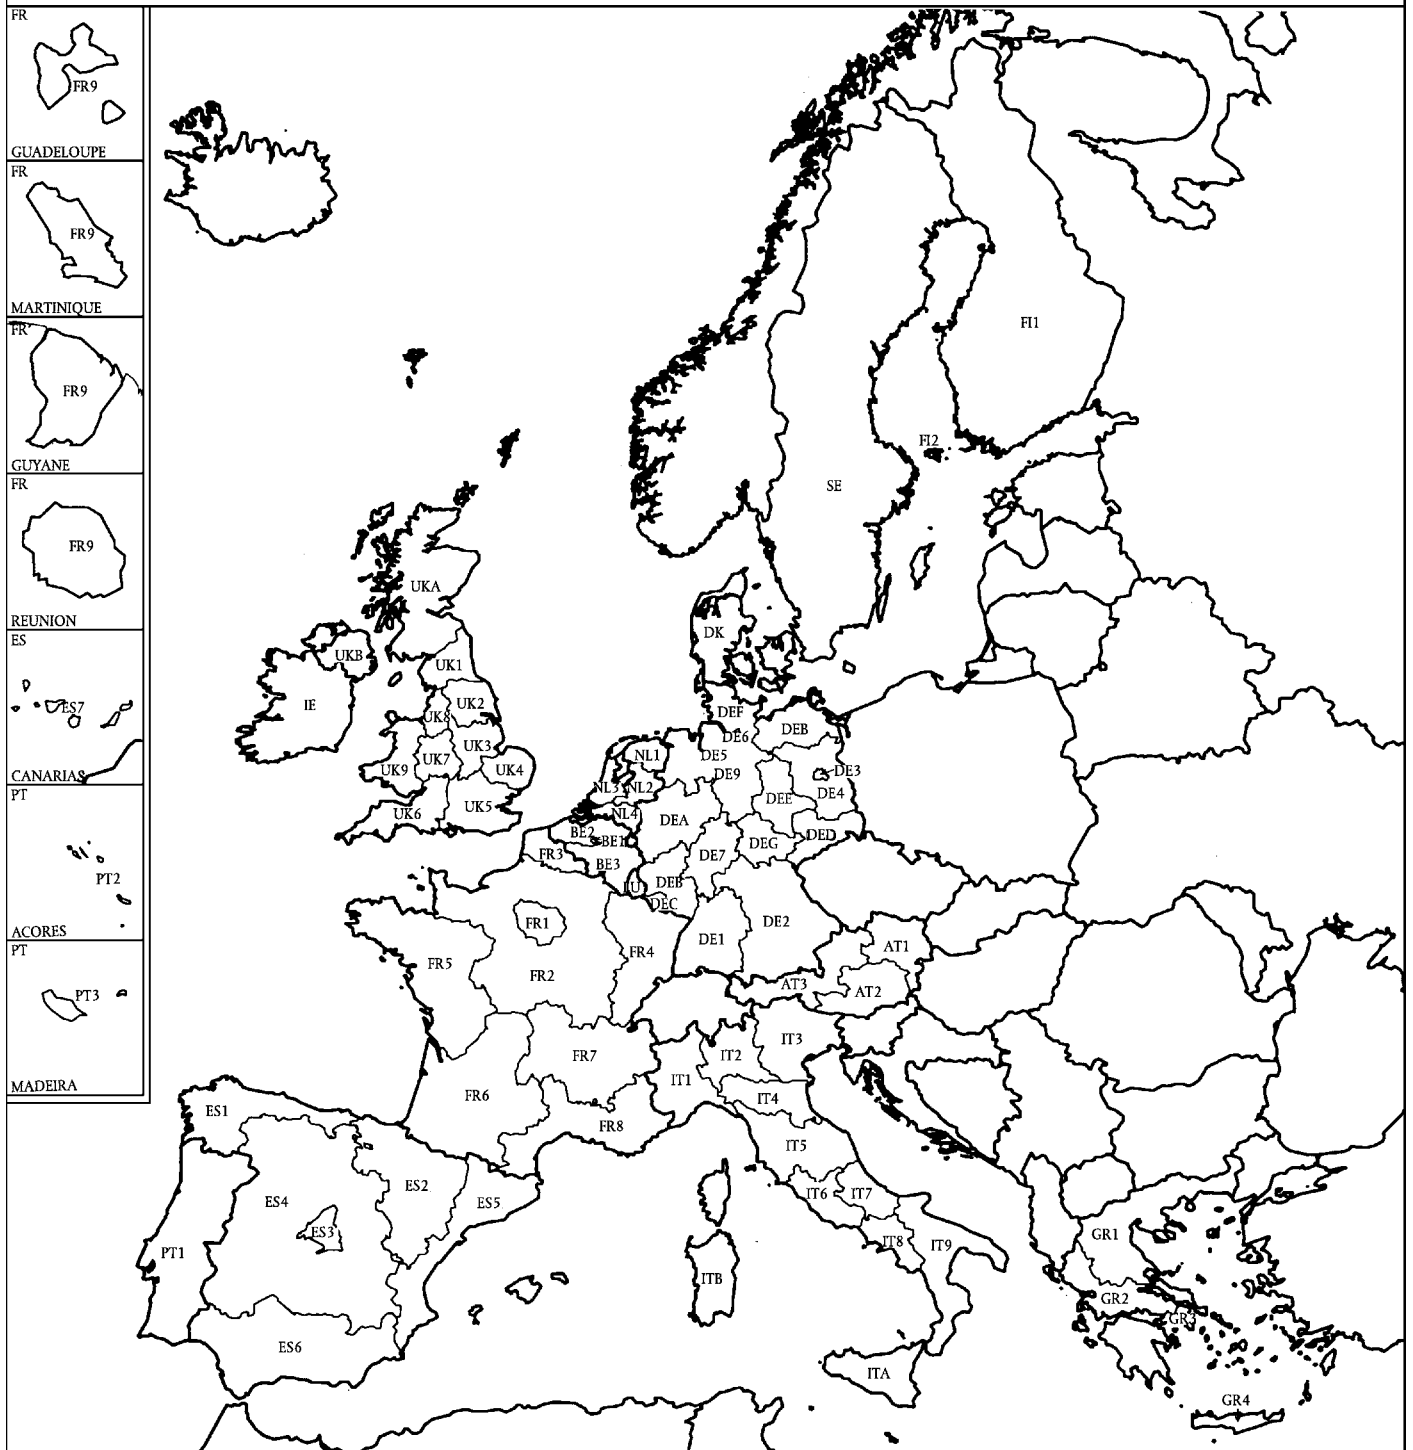 FR
FR9
GUADELOUPE
FR
FR9
MARTINIQUE
FR
FR9
GUYANE
FR
FR9
REUNION
ES
ES7
CANARIAS
PT
PT2
ACORES
PT
PT3
MADEIRA
FI1
FI2
SE
UKA
DK
UKB
UK1
IE
UK2
UK8
DEF
DE6
DEB
UK3
NL1
DE5
UK7
UK9
UK4
DE9
DE3
NL3
NL2
DE4
DEE
UK6
UK5
NL4
DEA
BE2
BE1
DED
DEG
FR3
BE3
DE7
LU
DEB
DEC
FR1
DE2
DE1
AT1
FR4
FR5
FR2
AT3
AT2
IT3
IT2
FR7
IT1
FR6
IT4
ES1
FR8
IT5
ES2
IT6
IT7
ES4
ES5
ES3
GR1
IT8
IT9
PT1
ITB
GR2
GR3
ES6
ITA
GR4